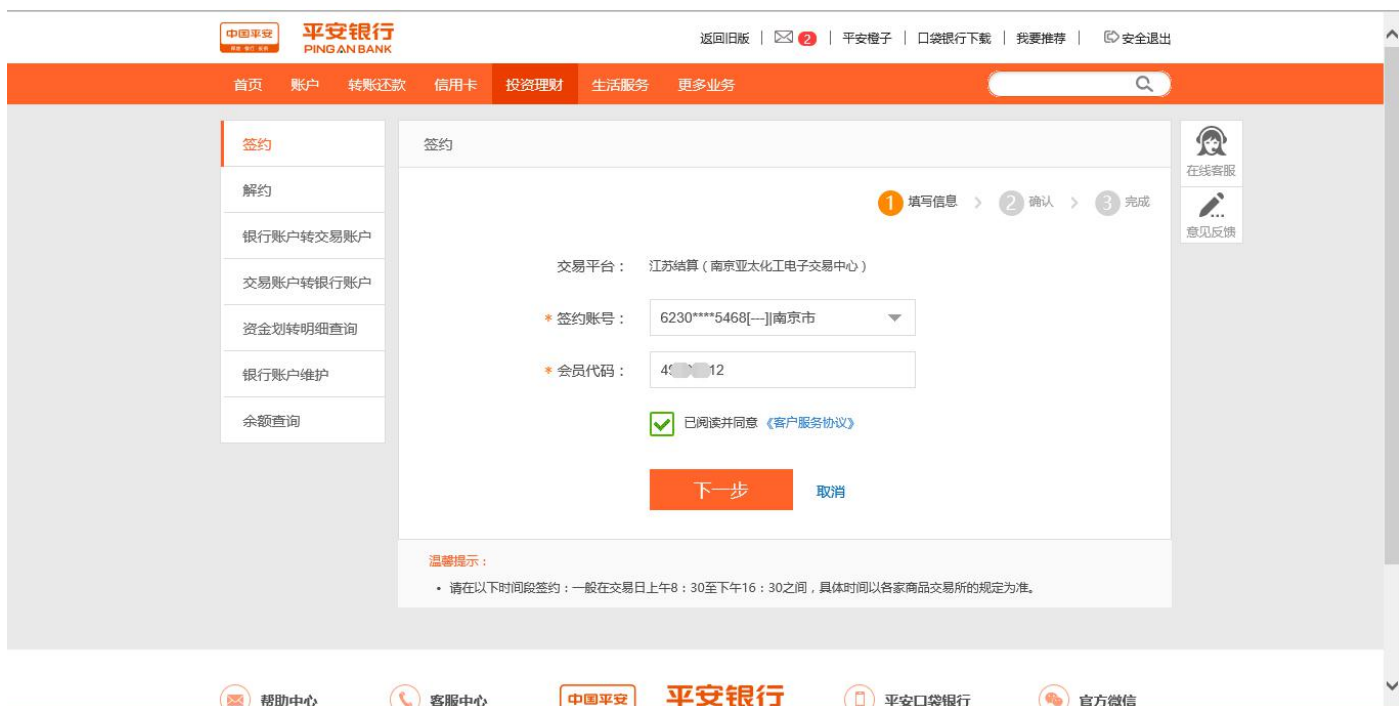 中国平安 平安银行
保险·银行·投资 PING AN BANK
返回旧版 | 2 | 平安橙子 | 口袋银行下载 | 我要推荐 | 安全退出
首页 账户 转账还款 信用卡 投资理财 生活服务 更多业务
签约
解约
银行账户转交易账户
交易账户转银行账户
资金划转明细查询
银行账户维护
余额查询
签约
1 填写信息 > 2 确认 > 3 完成
交易平台： 江苏结算（南京亚太化工电子交易中心）
* 签约账号： 6230****5468[---]|南京市
* 会员代码： 4 12
已阅读并同意 《客户服务协议》
下一步 取消
温馨提示：
• 请在以下时间段签约：一般在交易日上午8：30至下午16：30之间，具体时间以各家商品交易所的规定为准。
在线客服
意见反馈
帮助中心 客服中心 中国平安 平安银行 平安口袋银行 官方微信